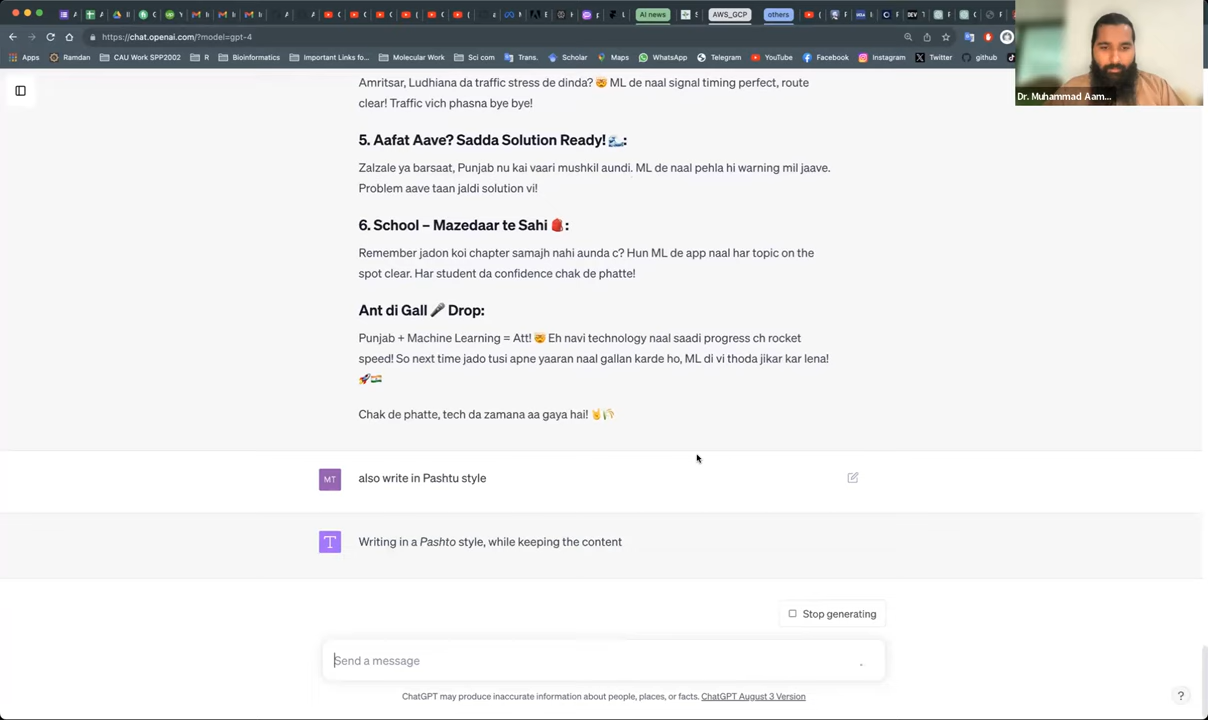 AI news
AWS_GCP
others
https://chat.openai.com/?model=gpt-4
Apps
Ramdan
CAU Work SPP2002
R
Bioinformatics
Important Links fo...
Molecular Work
Sci com
Trans.
Scholar
Maps
WhatsApp
Telegram
YouTube
Facebook
Instagram
Twitter
github
Dr. Muhammad Aam...
Amritsar, Ludhiana da traffic stress de dinda? 🤯 ML de naal signal timing perfect, route
clear! Traffic vich phasna bye bye!
5. Aafat Aave? Sadda Solution Ready! 🌊:
Zalzale ya barsaat, Punjab nu kai vaari mushkil aundi. ML de naal pehla hi warning mil jaave.
Problem aave taan jaldi solution vi!
6. School – Mazedaar te Sahi 🎒:
Remember jadon koi chapter samajh nahi aunda c? Hun ML de app naal har topic on the
spot clear. Har student da confidence chak de phatte!
Ant di Gall 🎤 Drop:
Punjab + Machine Learning = Att! 🤯 Eh navi technology naal saadi progress ch rocket
speed! So next time jado tusi apne yaaran naal gallan karde ho, ML di vi thoda jikar kar lena!
🚀🇮🇳
Chak de phatte, tech da zamana aa gaya hai! 🤘🎊
MT
also write in Pashtu style
T
Writing in a Pashto style, while keeping the content
Stop generating
Send a message
ChatGPT may produce inaccurate information about people, places, or facts. ChatGPT August 3 Version
?